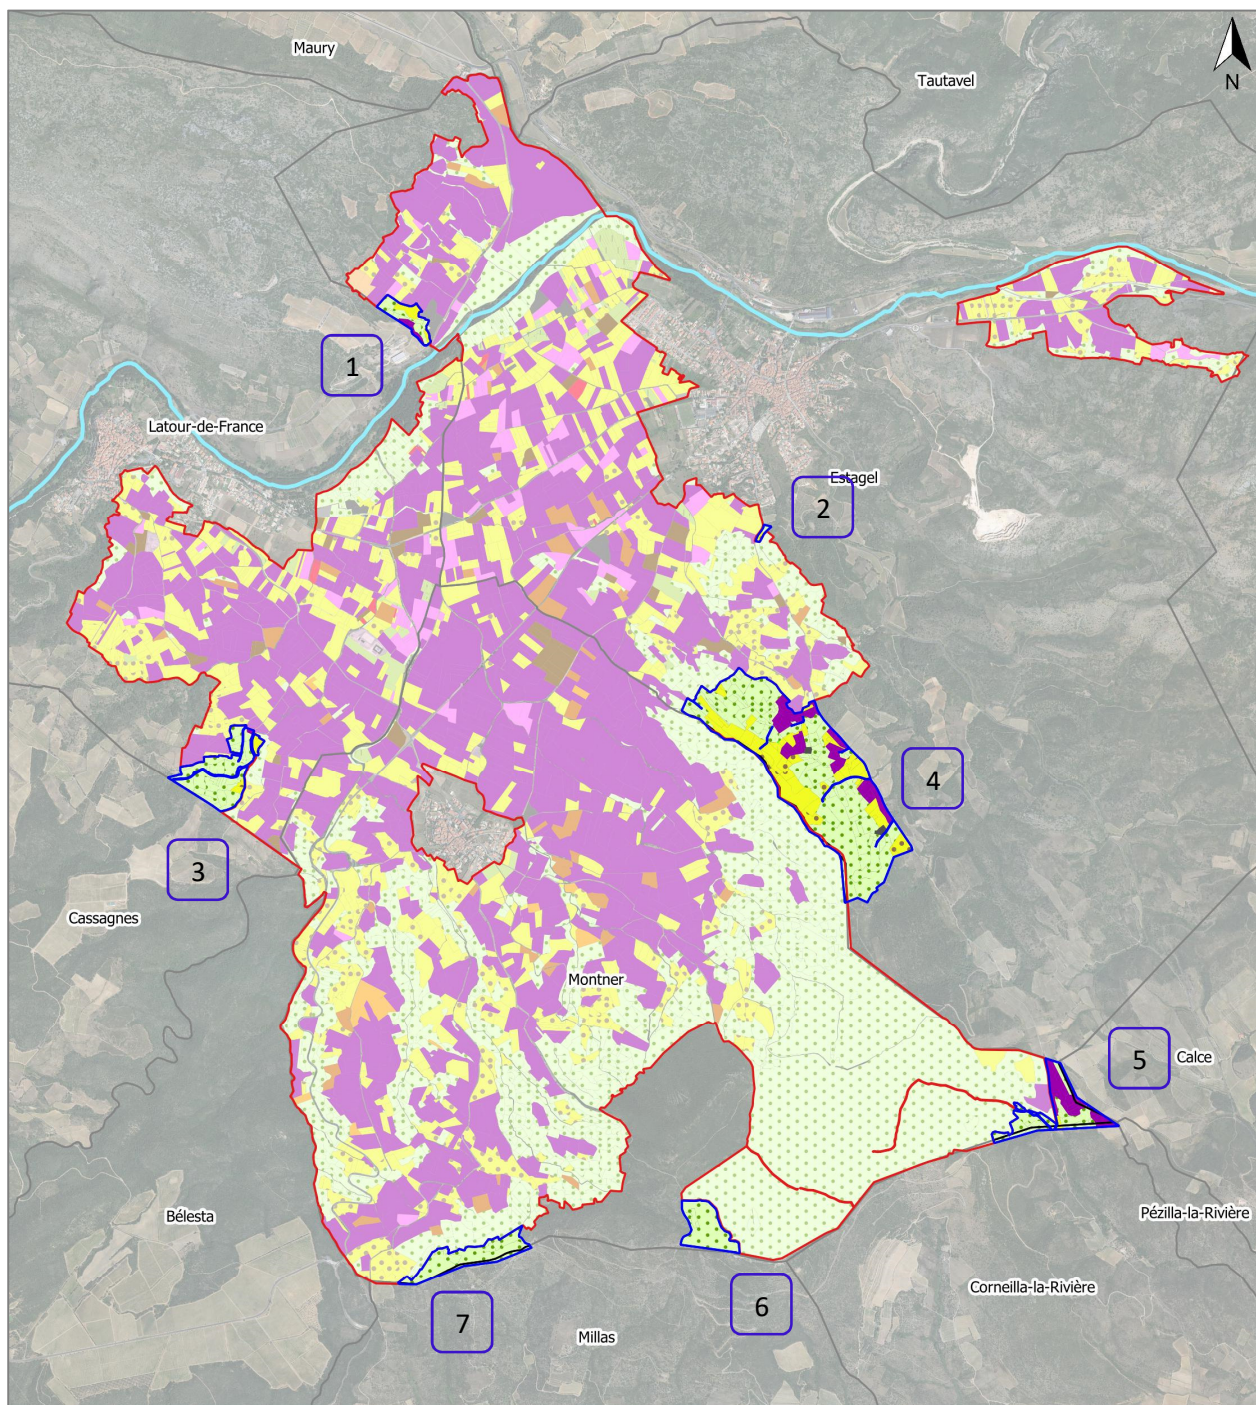 Maury
Tautavel
N
1
Latour-de-France
Estagel
2
4
3
Cassagnes
Montner
5
Calce
Bélesta
Pézilla-la-Rivière
Corneilla-la-Rivière
6
7
Millas